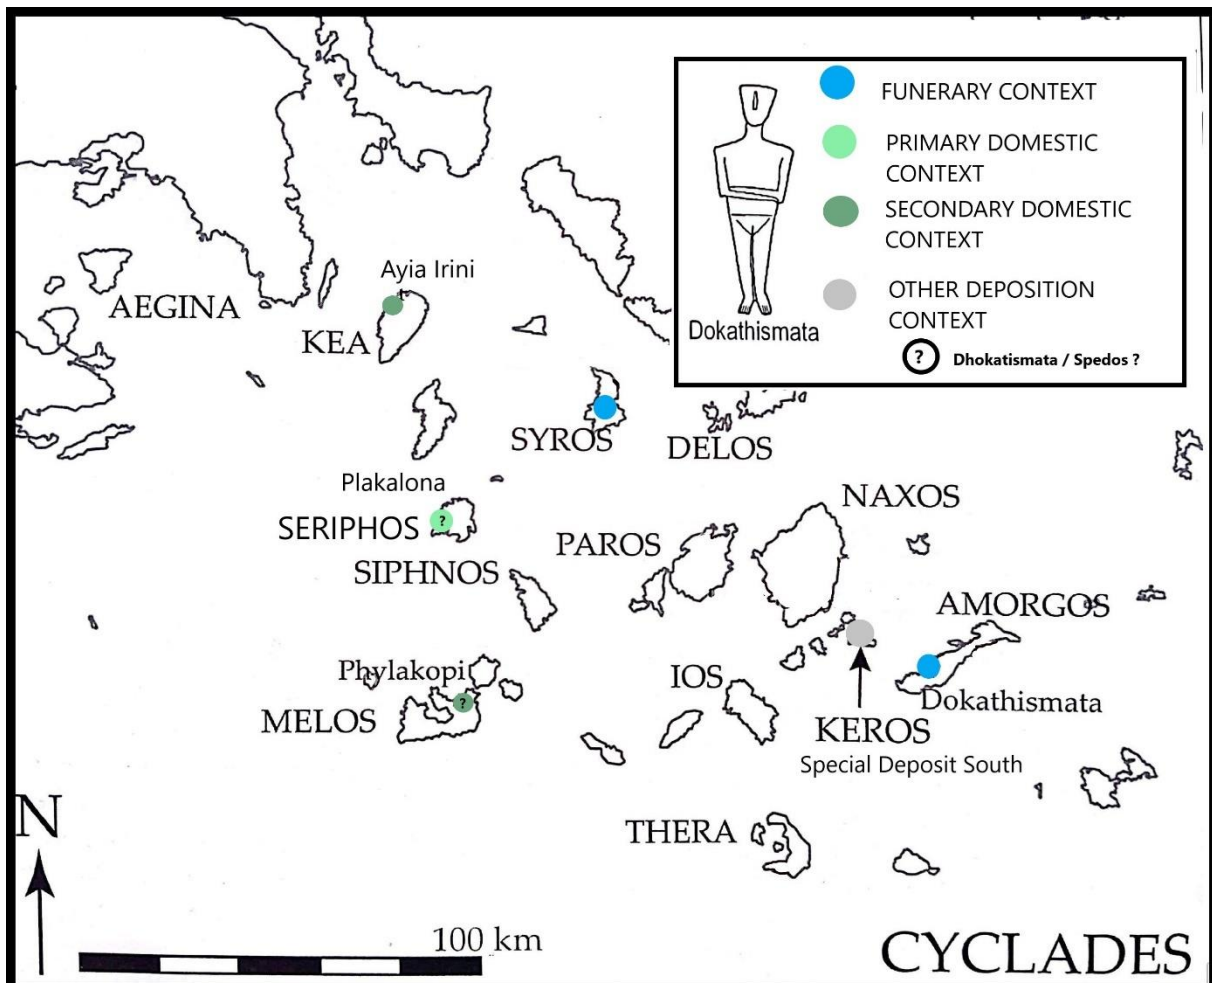 FUNERARY CONTEXT
PRIMARY DOMESTIC
CONTEXT
SECONDARY DOMESTIC
CONTEXT
OTHER DEPOSITION
CONTEXT
Dokathismata
? Dhokatismata / Spedos ?
Ayia Irini
AEGINA
KEA
SYROS
DELOS
Plakalona
NAXOS
SERIPHOS ?
PAROS
SIPHNOS
AMORGOS
Phylakopi
IOS
?
MELOS
Dokathismata
KEROS
Special Deposit South
N
THERA
100 km
CYCLADES